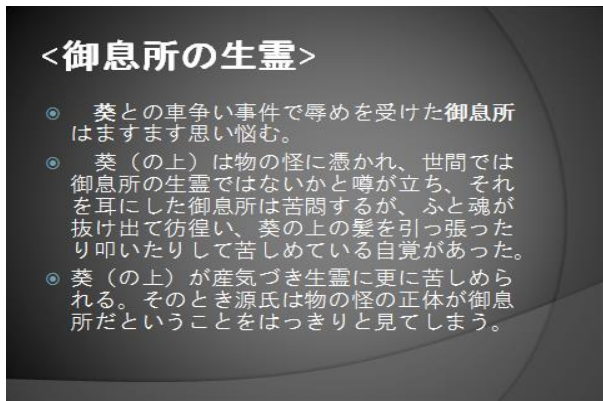 <御息所の生霊>
葵との車争い事件で辱めを受けた御息所
はますます思い悩む。
葵（の上）は物の怪に憑かれ、世間では
御息所の生霊ではないかと噂が立ち、それ
を耳にした御息所は苦悶するが、ふと魂が
抜け出て彷徨い、葵の上の髪を引っ張った
り叩いたりして苦しめている自覚があった。
葵（の上）が産気づき生霊に更に苦しめら
れる。そのとき源氏は物の怪の正体が御息
所だということをはっきりと見てしまう。